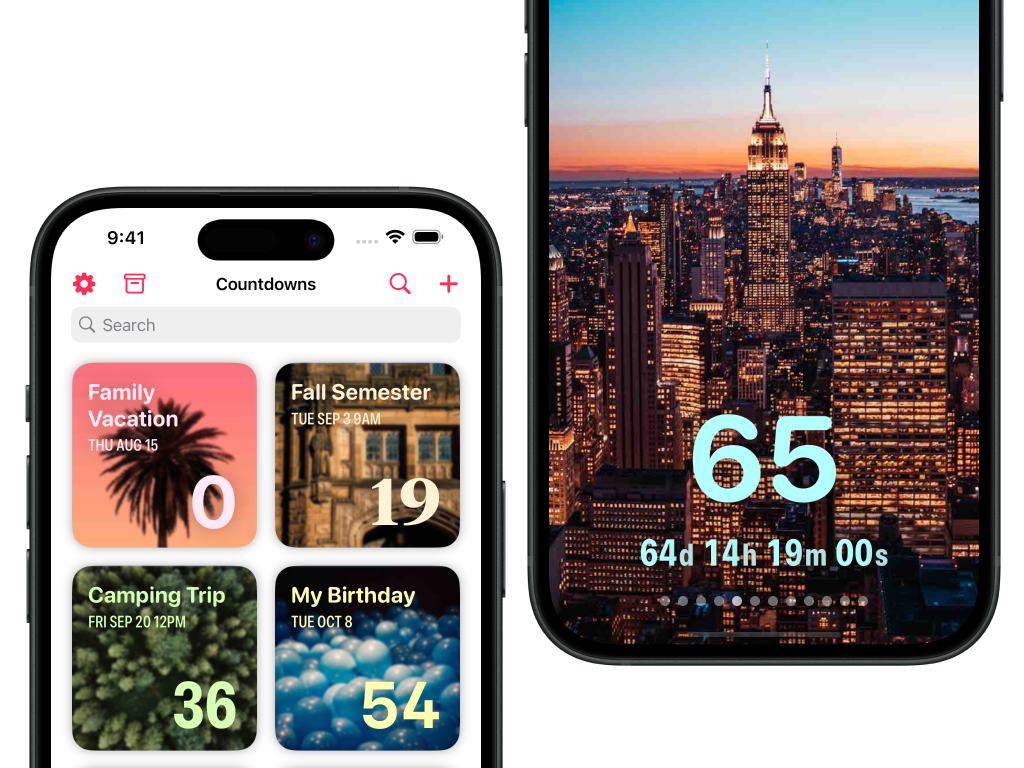 9:41
Countdowns
Search
Family
Vacation
THU AUG 15
0
Fall Semester
TUE SEP 3 9AM
19
Camping Trip
FRI SEP 20 12PM
36
My Birthday
TUE OCT 8
54
65
64d 14h 19m 00s